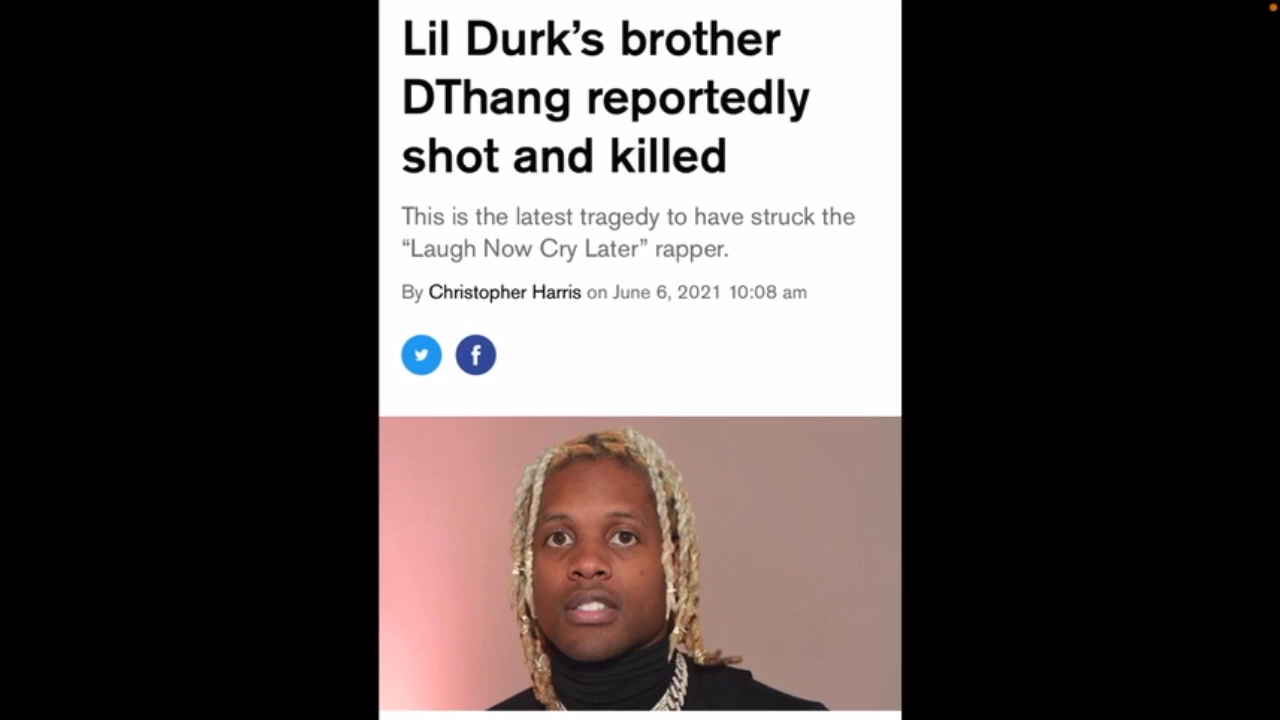 Lil Durk’s brother
DThang reportedly
shot and killed
This is the latest tragedy to have struck the
“Laugh Now Cry Later” rapper.
By Christopher Harris on June 6, 2021 10:08 am